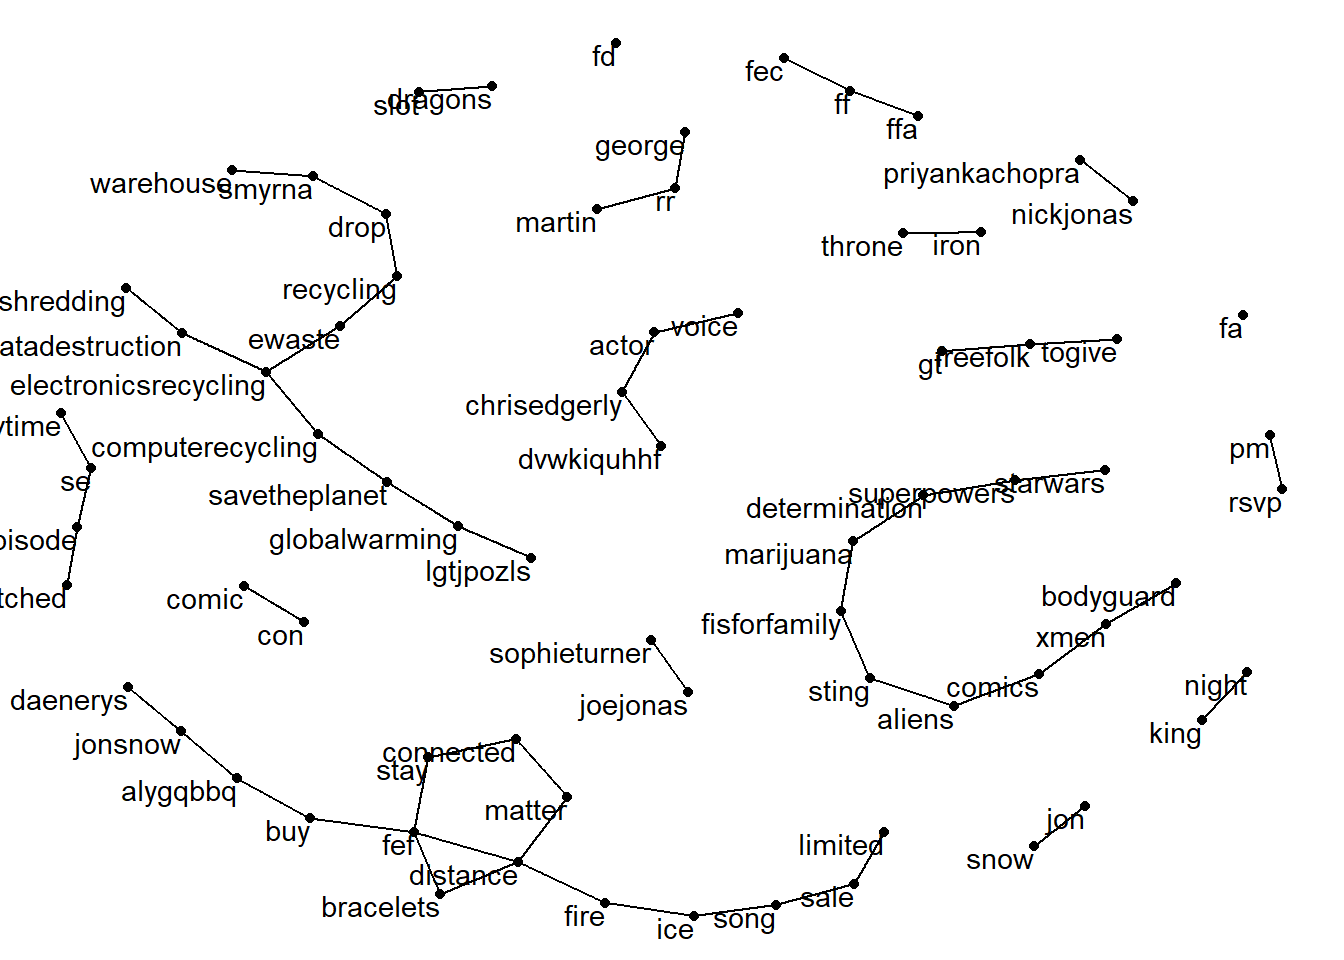 fd
fec
slot
dragons
ff
ffa
george
priyankachopra
warehouse
smyrna
rr
martin
nickjonas
drop
throne
iron
recycling
shredding
voice
fa
ewaste
actor
atadestruction
gt
freefolk
togive
electronicsrecycling
chrisedgerly
ytime
computerecycling
pm
dvwkiquhhf
se
starwars
superpowers
savetheplanet
determination
rsvp
globalwarming
oisode
marijuana
lgtjpozls
tched
comic
bodyguard
fisforfamily
con
xmen
sophieturner
night
comics
sting
daenerys
joejonas
aliens
king
jonsnow
connected
stay
alygqbbq
matter
jon
buy
fef
limited
snow
distance
sale
bracelets
fire
song
ice